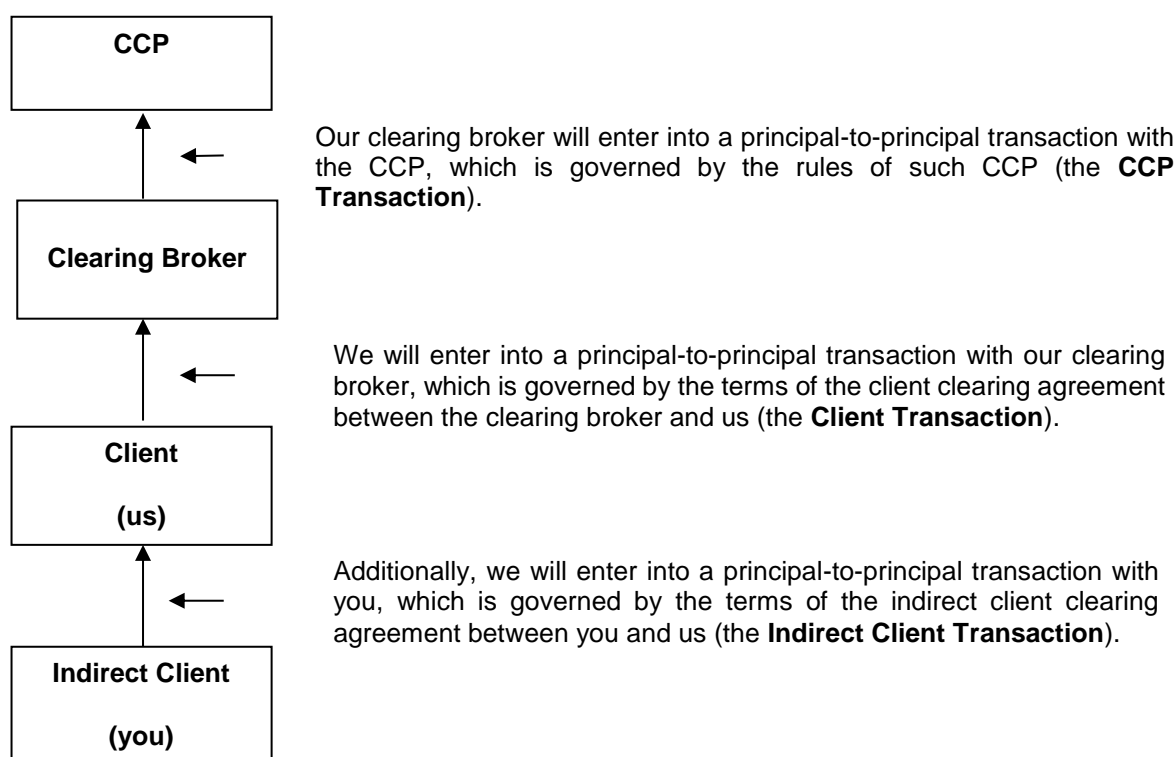 CCP
Our clearing broker will enter into a principal-to-principal transaction with
the CCP, which is governed by the rules of such CCP (the CCP
Transaction).
Clearing Broker
We will enter into a principal-to-principal transaction with our clearing
broker, which is governed by the terms of the client clearing agreement
between the clearing broker and us (the Client Transaction).
Client
(us)
Additionally, we will enter into a principal-to-principal transaction with
you, which is governed by the terms of the indirect client clearing
agreement between you and us (the Indirect Client Transaction).
Indirect Client
(you)